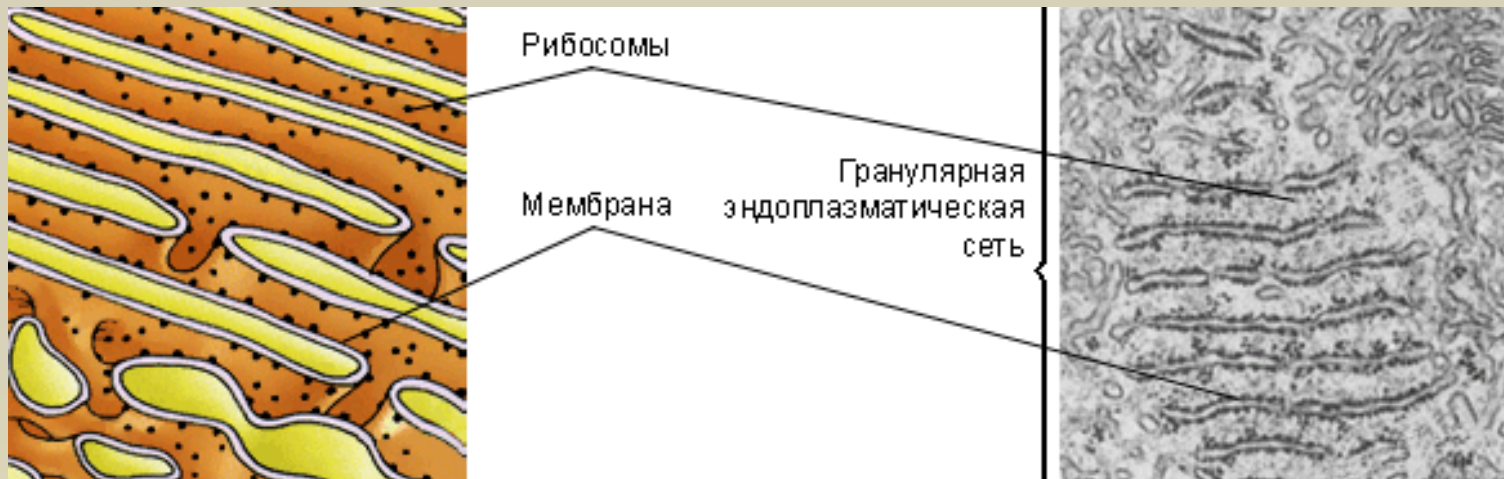 Рибосомы
Мембрана
Гранулярная
эндоплазматическая
сеть